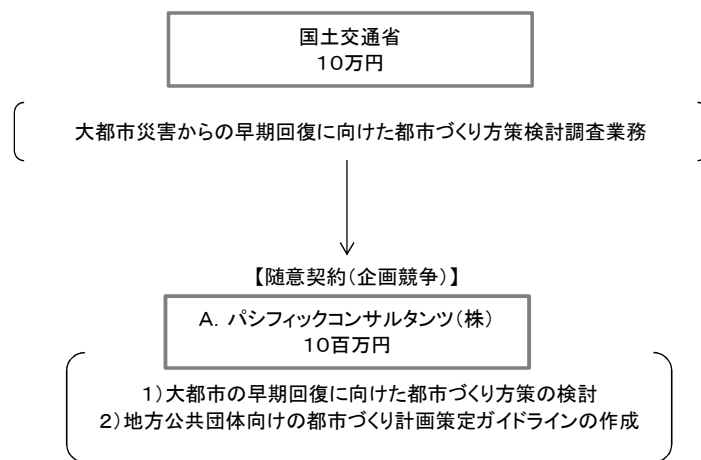 国土交通省
10万円
大都市災害からの早期回復に向けた都市づくり方策検討調査業務
【随意契約(企画競争)】
A. パシフィックコンサルタンツ(株)
10百万円
1)大都市の早期回復に向けた都市づくり方策の検討
2)地方公共団体向けの都市づくり計画策定ガイドラインの作成